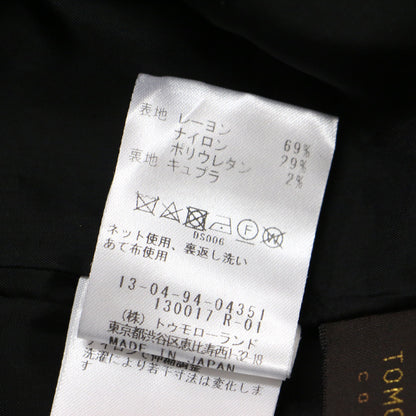 表地 レーヨン 69%
ナイロン 29%
ポリウレタン 2%
裏地 キュプラ
DS006
F
W
ネット使用、裏返し洗い
あて布使用
13-04-94-04351
130017 R-01
(株) トゥモローランド
東京都渋谷区恵比寿西1-32-18
MADE IN JAPAN
洗濯により若干寸法は変化しま
す
TOMO
CO